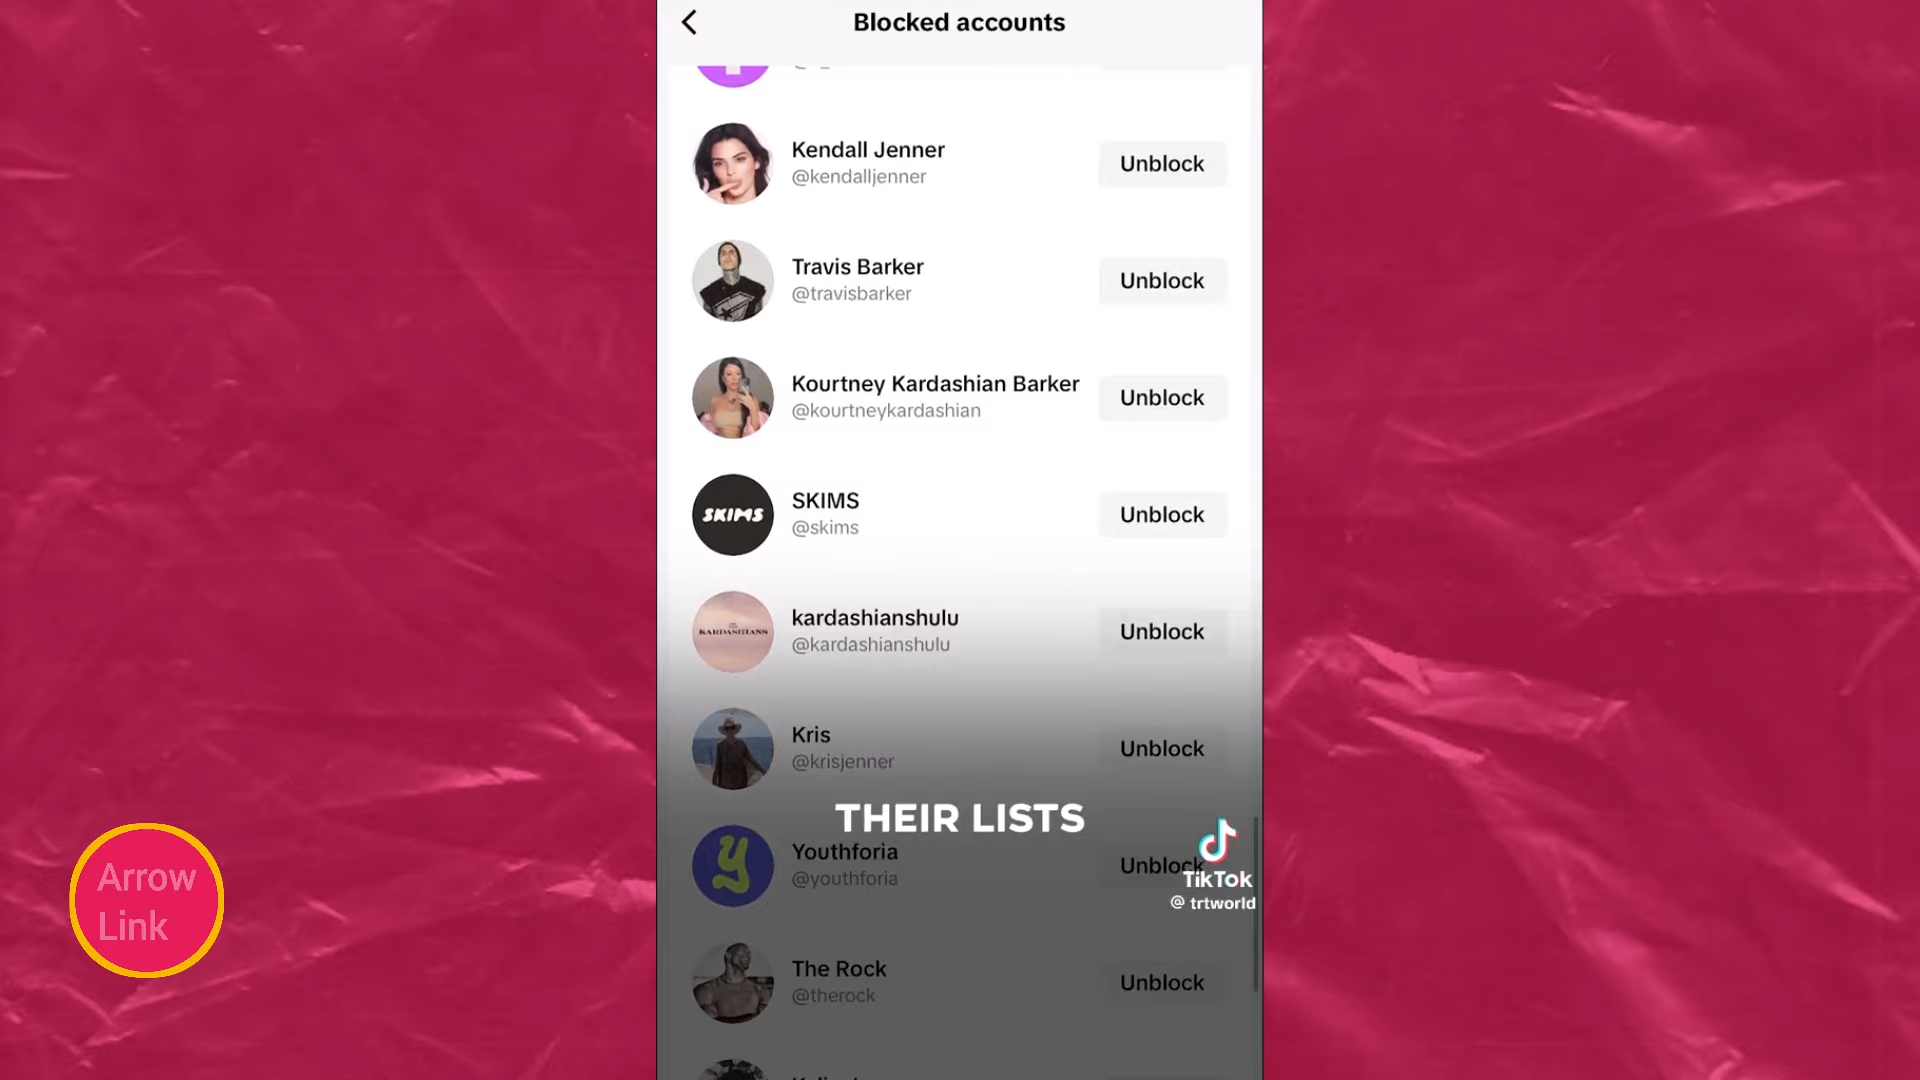 Blocked accounts
Kendall Jenner
@kendalljenner
Unblock
Travis Barker
@travisbarker
Unblock
Kourtney Kardashian Barker
@kourtneykardashian
Unblock
SKIMS
SKIMS
@skims
Unblock
KARDASHIANS
kardashianshulu
@kardashianshulu
Unblock
Kris
@krisjenner
Unblock
THEIR LISTS
Youthforia
@youthforia
Unblock
TikTok
@ trtworld
The Rock
@therock
Unblock
Arrow
Link